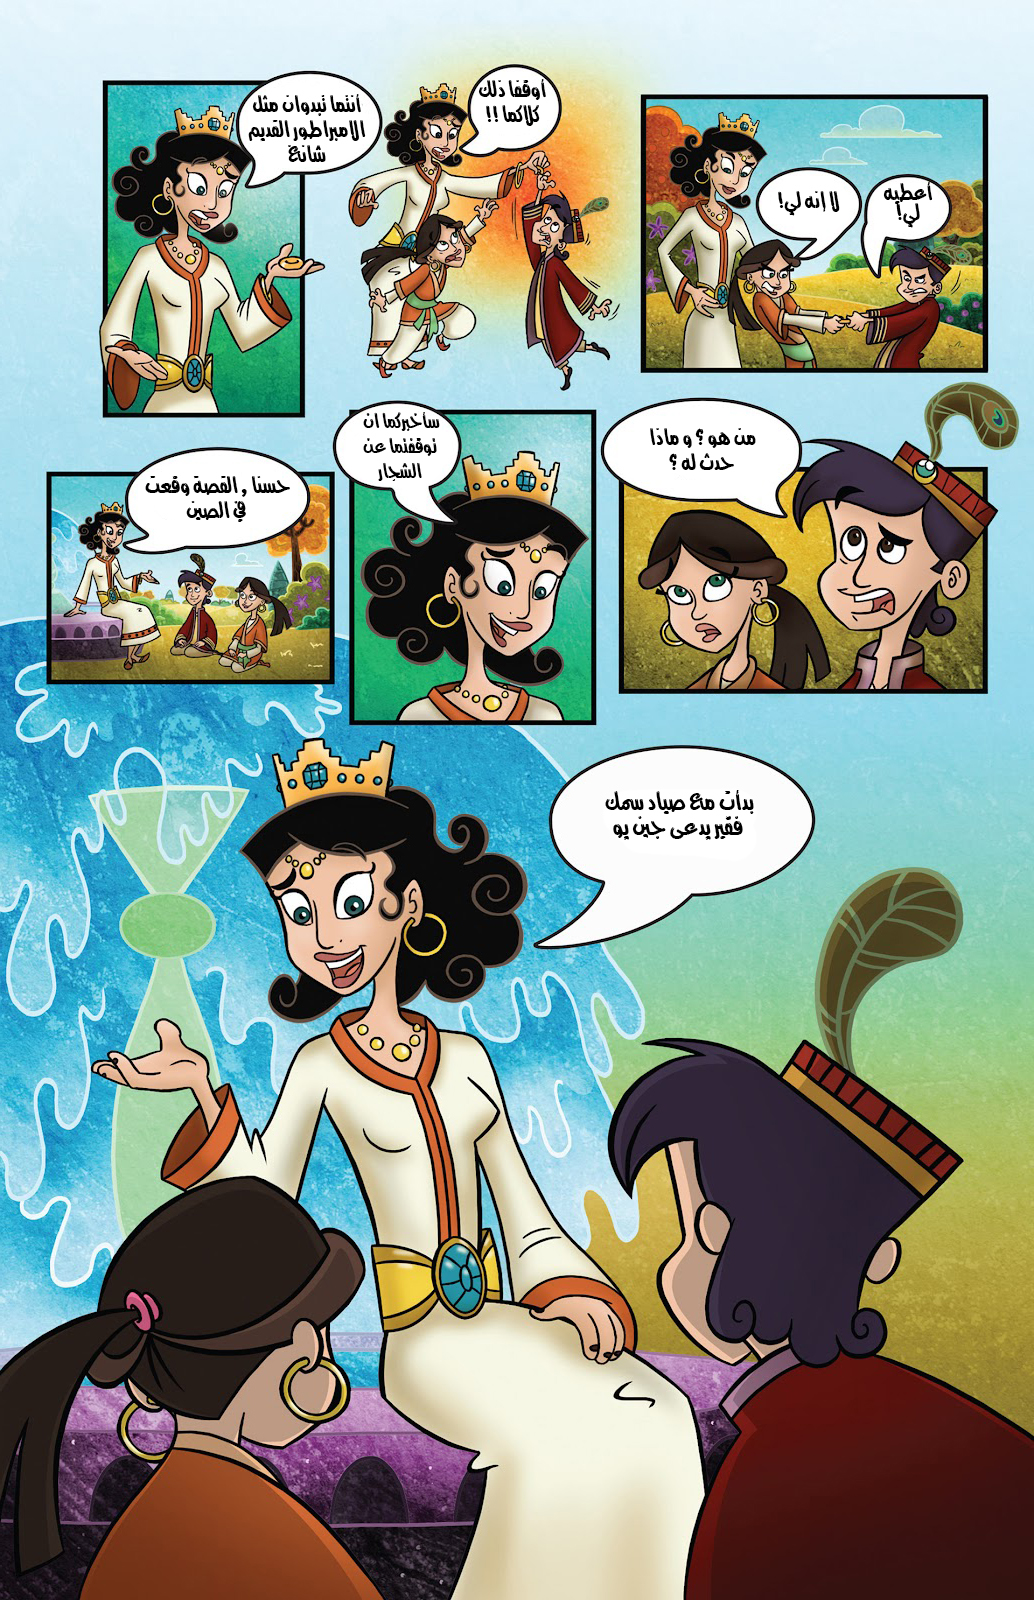 أعطيه
لي!
لا انه لي!
أوقفا ذلك
كلاكما !!
أنتما تبدوان مثل
الامبراطور القديم
شانغ
من هو ؟ و ماذا
حدث له ؟
سأخبركما ان
توقفتما عن
الشجار
حسنا , القصة وقعت
في الصين
بدأت مع صياد سمك
فقير يدعى جين يو